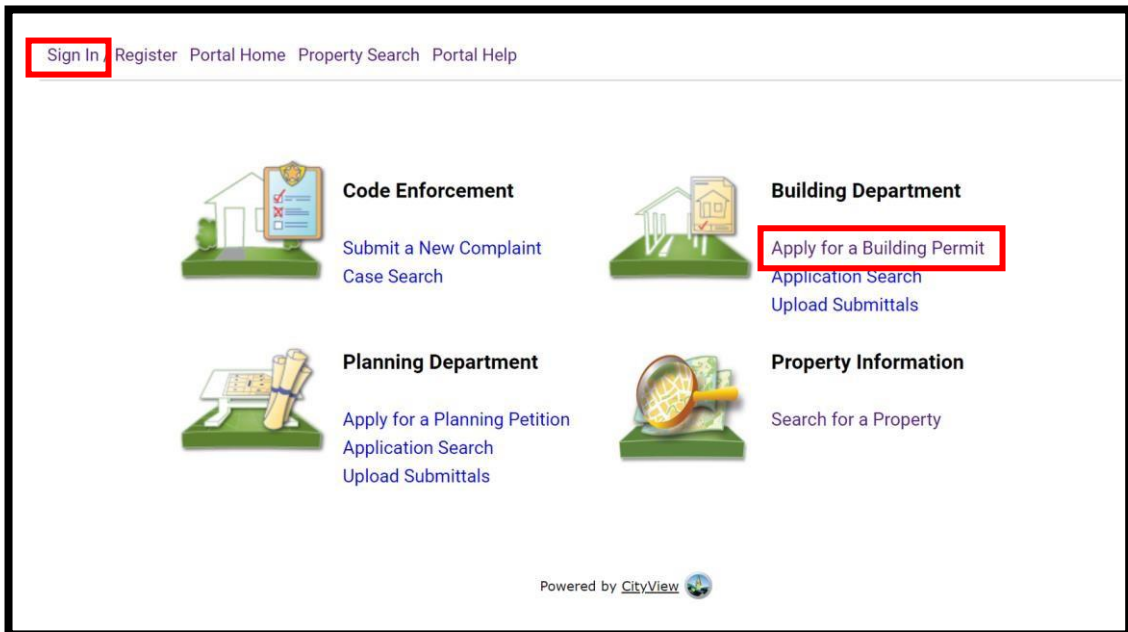 Sign In / Register Portal Home Property Search Portal Help
Code Enforcement
Submit a New Complaint
Case Search
Building Department
Apply for a Building Permit
Application Search
Upload Submittals
Planning Department
Apply for a Planning Petition
Application Search
Upload Submittals
Property Information
Search for a Property
Powered by CityView